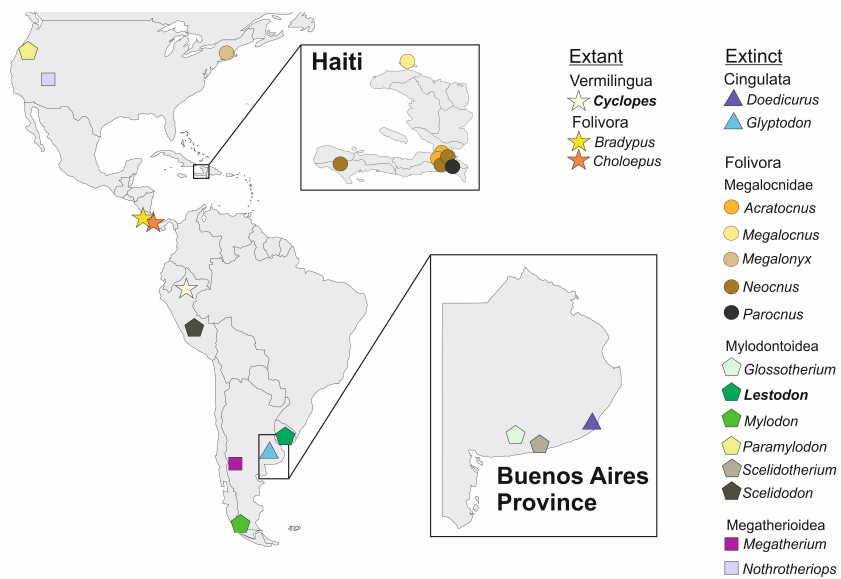 Haiti
Buenos Aires
Province
Extant
Vermilingua
Cyclopes
Folivora
Bradypus
Choloepus
Extinct
Cingulata
Doedicurus
Glyptodon
Folivora
Megalocnidae
Acratocnus
Megalocnus
Megalonyx
Neocnus
Parocnus
Mylodontoidea
Glossotherium
Lestodon
Mylodon
Paramylodon
Scelidotherium
Scelidodon
Megatherioidea
Megatherium
Nothrotheriops